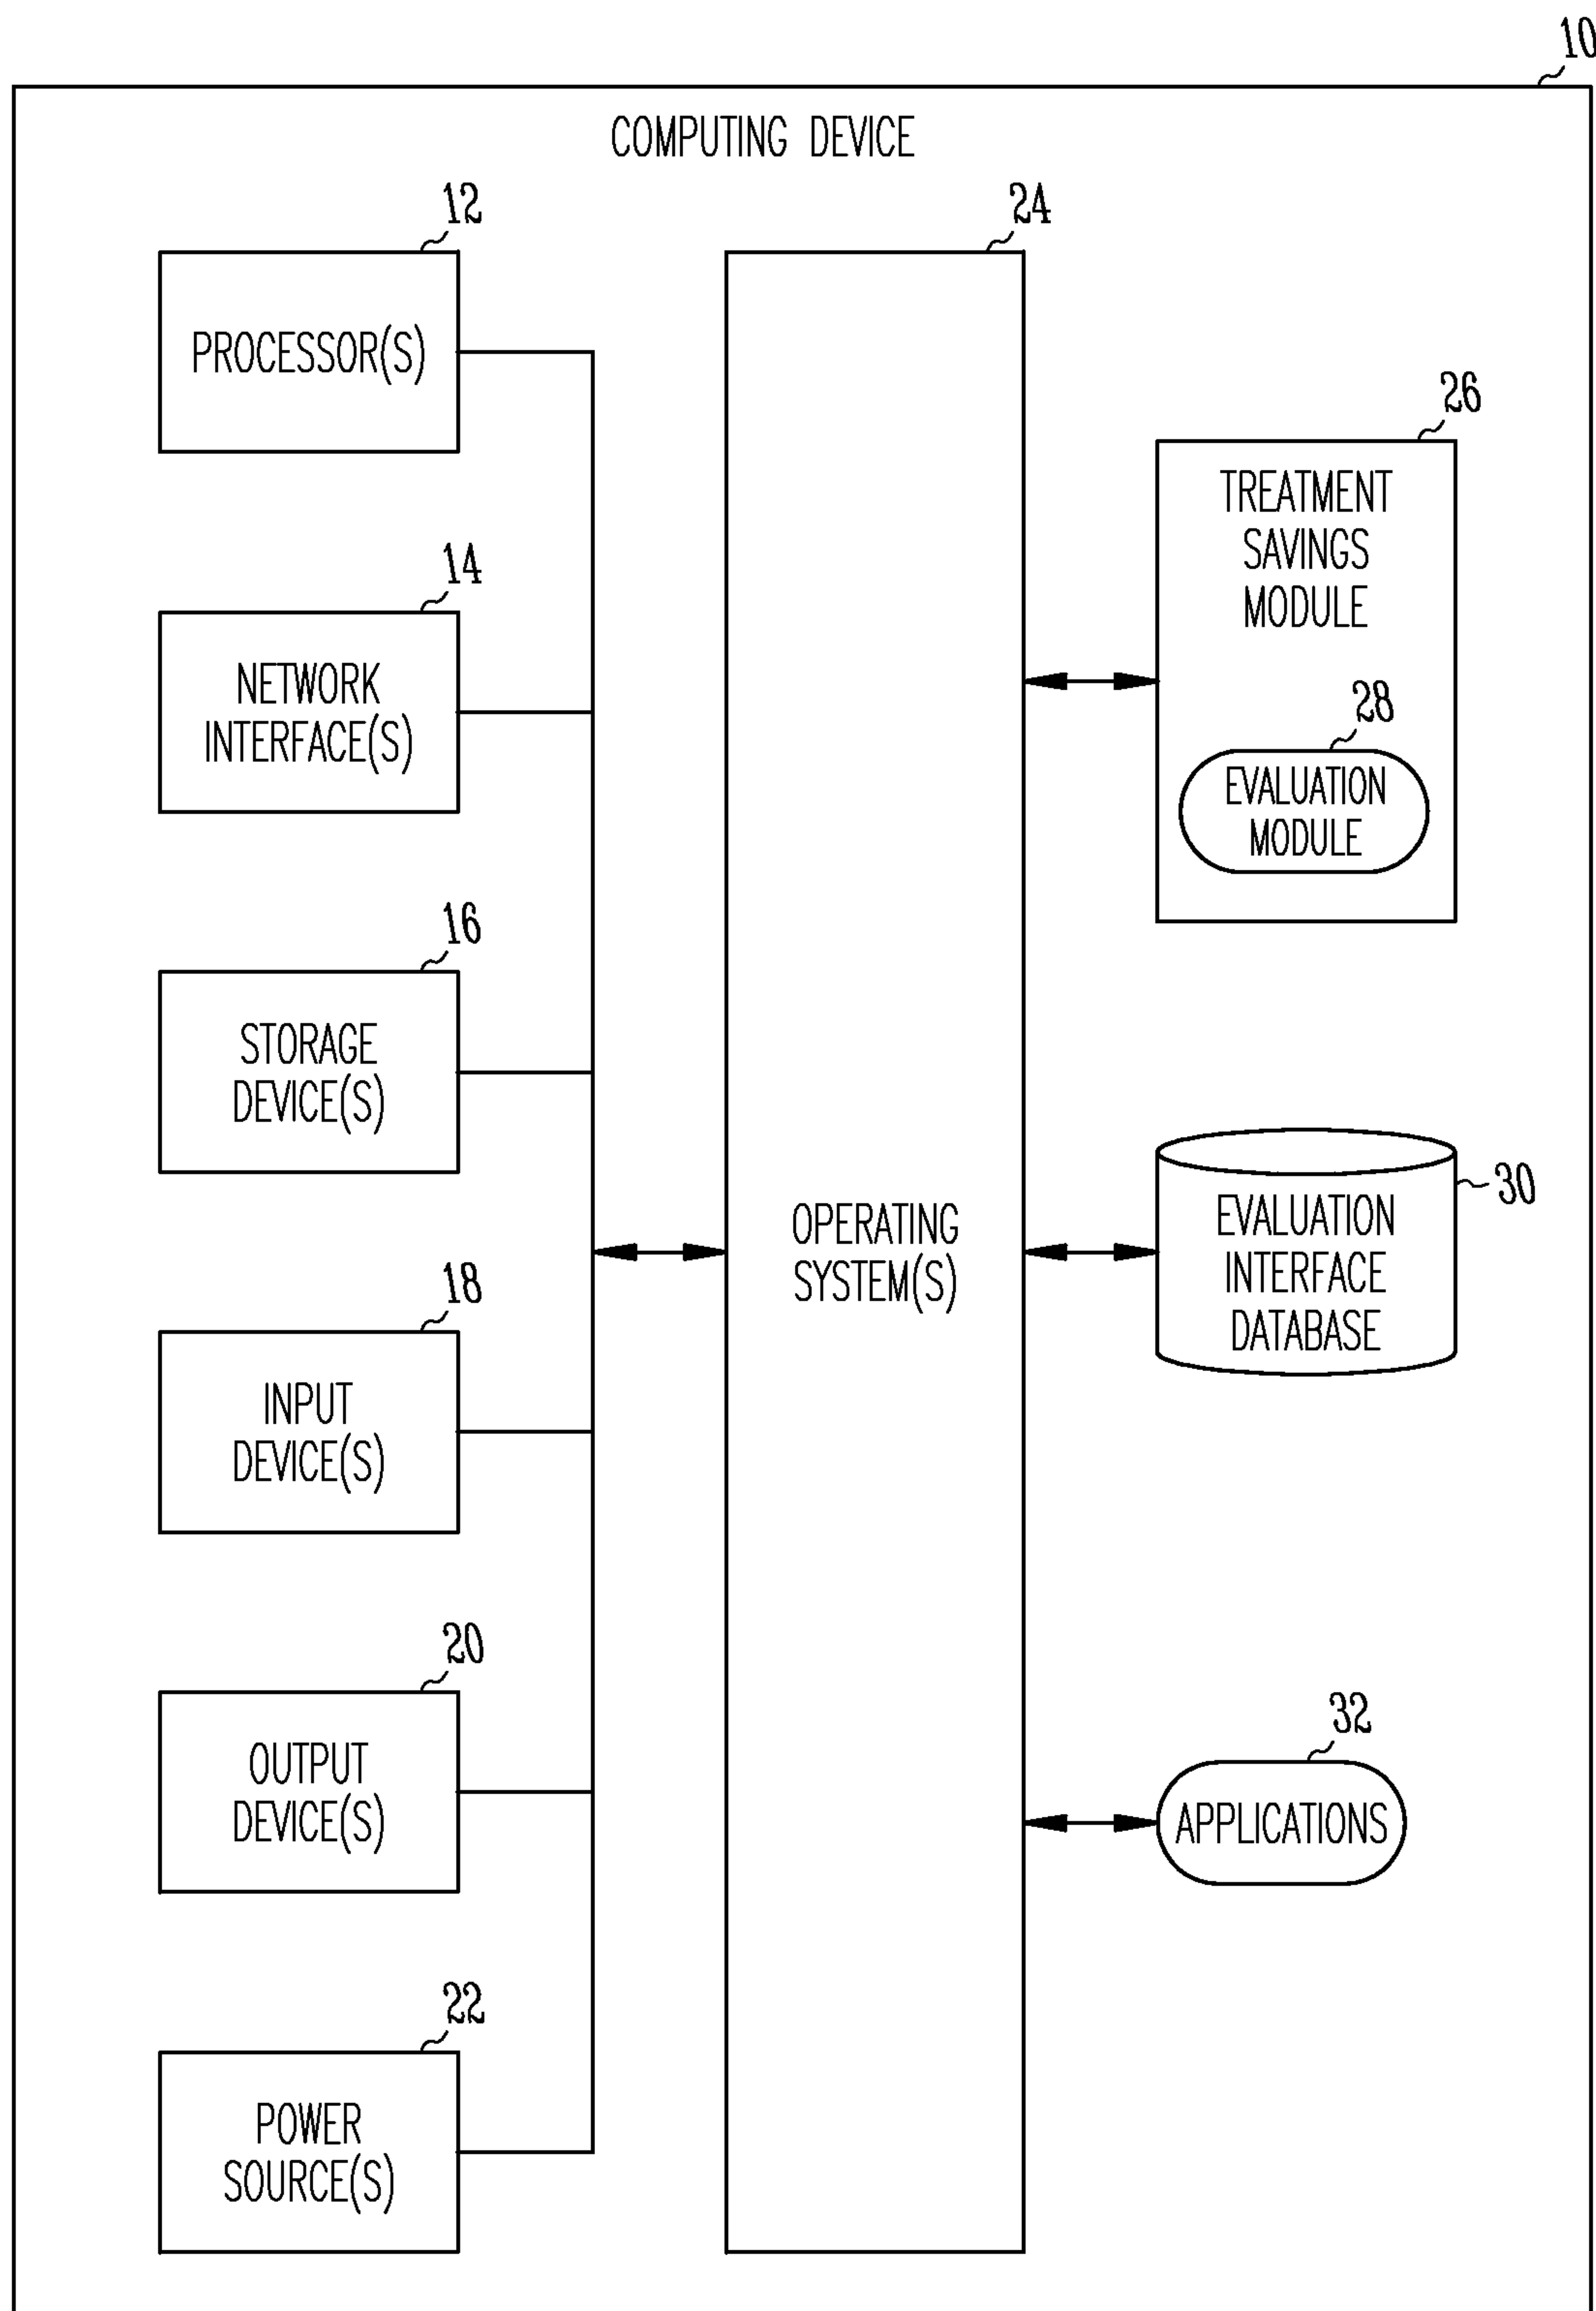 10
COMPUTING DEVICE
12
PROCESSOR(S)
14
NETWORK
INTERFACE(S)
16
STORAGE
DEVICE(S)
18
INPUT
DEVICE(S)
20
OUTPUT
DEVICE(S)
22
POWER
SOURCE(S)
24
OPERATING
SYSTEM(S)
26
TREATMENT
SAVINGS
MODULE
28
EVALUATION
MODULE
30
EVALUATION
INTERFACE
DATABASE
32
APPLICATIONS